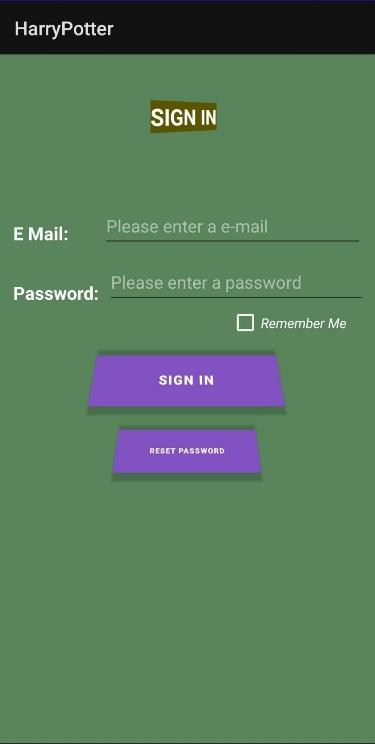 HarryPotter
SIGN IN
E Mail: Please enter a e-mail
Password: Please enter a password
Remember Me
SIGN IN
RESET PASSWORD